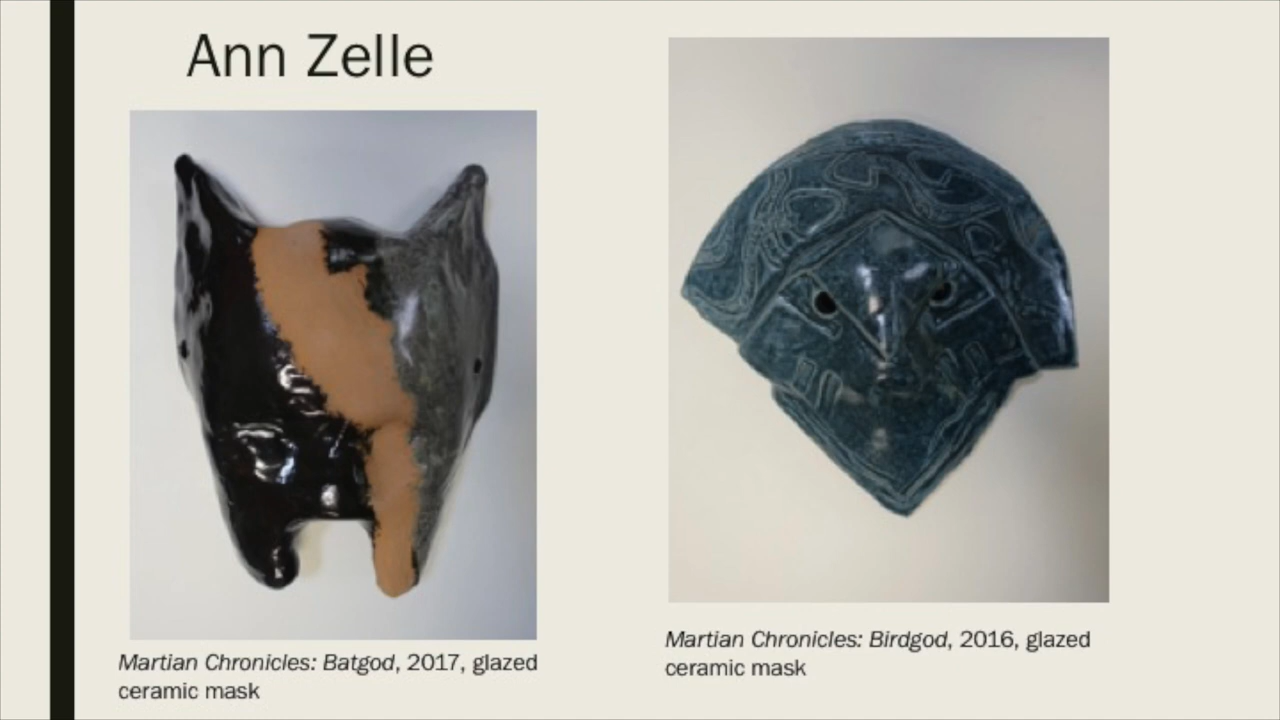 Ann Zelle
Martian Chronicles: Batgod, 2017, glazed
ceramic mask
Martian Chronicles: Birdgod, 2016, glazed
ceramic mask